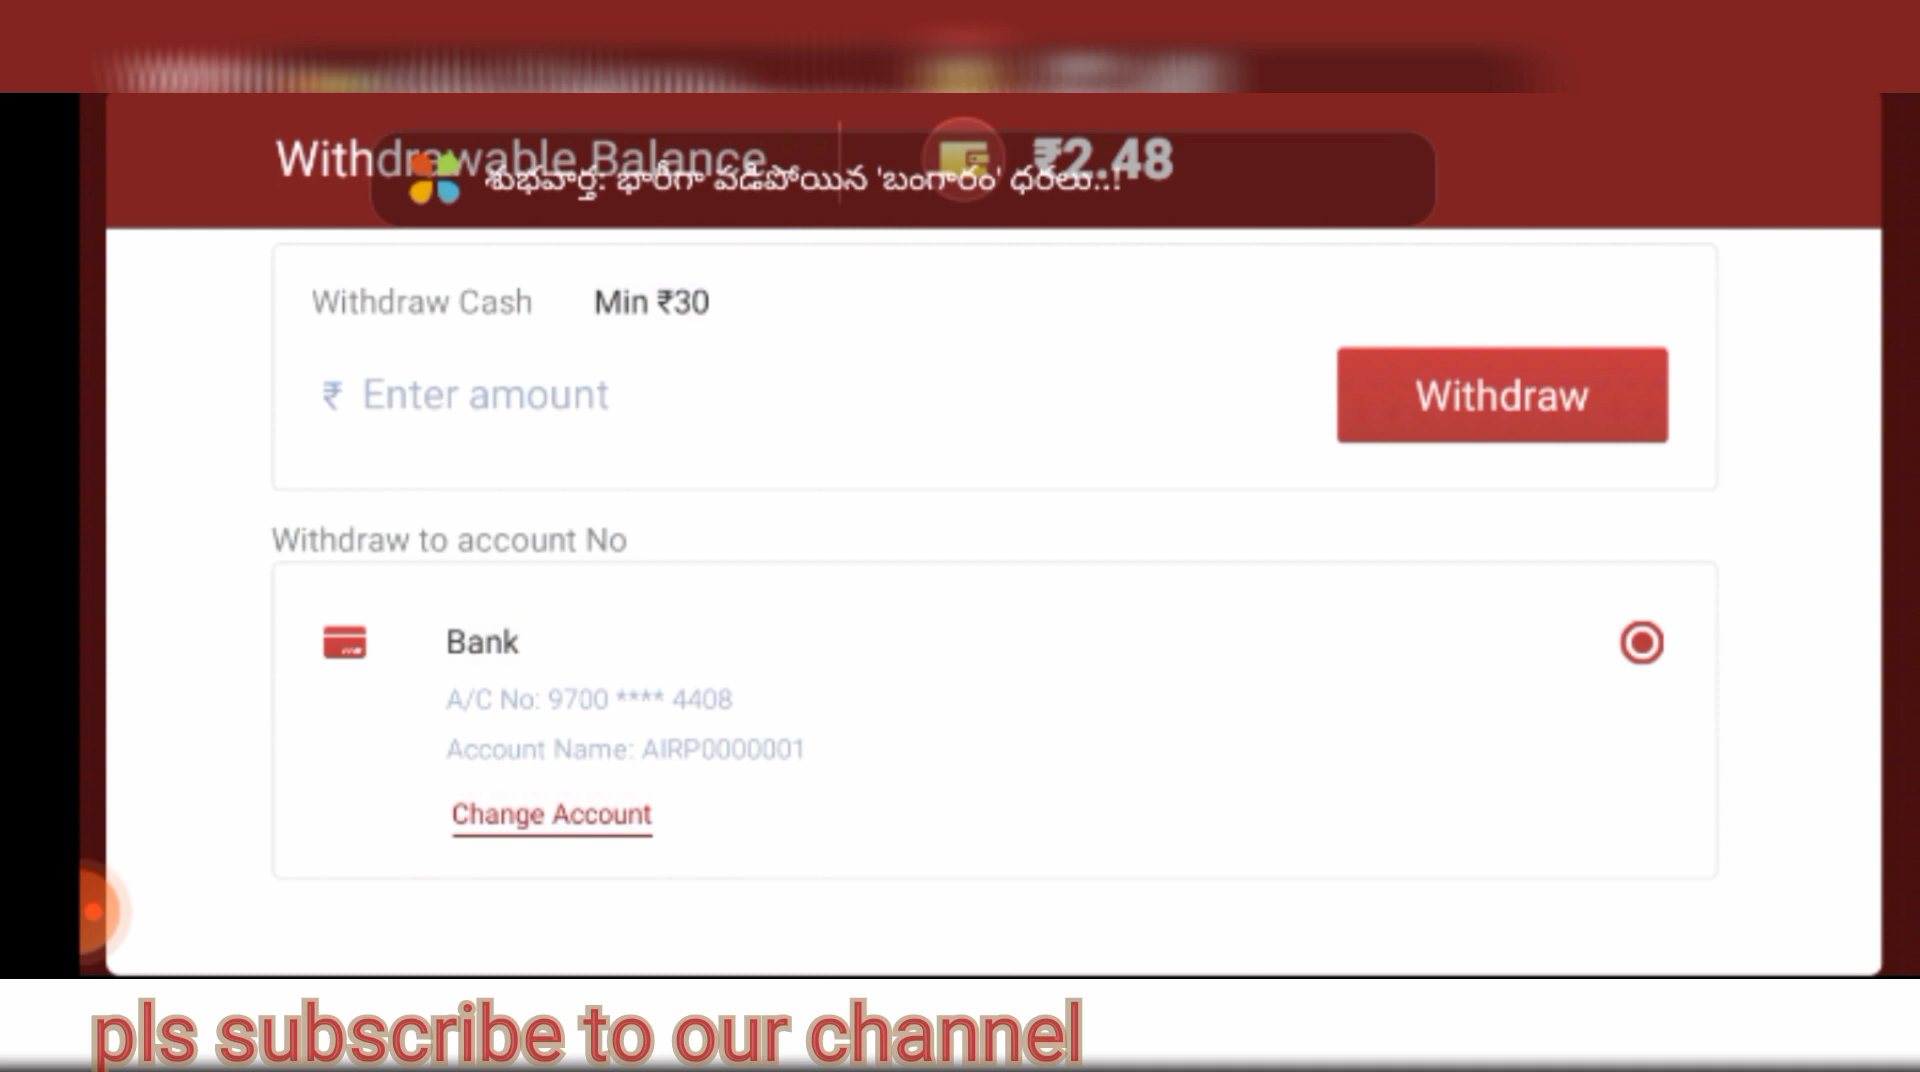 Withdrawable Balance ₹2.48
శుభవార్త: భారీగా పడిపోయిన 'బంగారం' ధరలు..!
Withdraw Cash Min ₹30
₹ Enter amount
Withdraw
Withdraw to account No
Bank
A/C No: 9700 **** 4408
Account Name: AIRP0000001
Change Account
pls subscribe to our channel